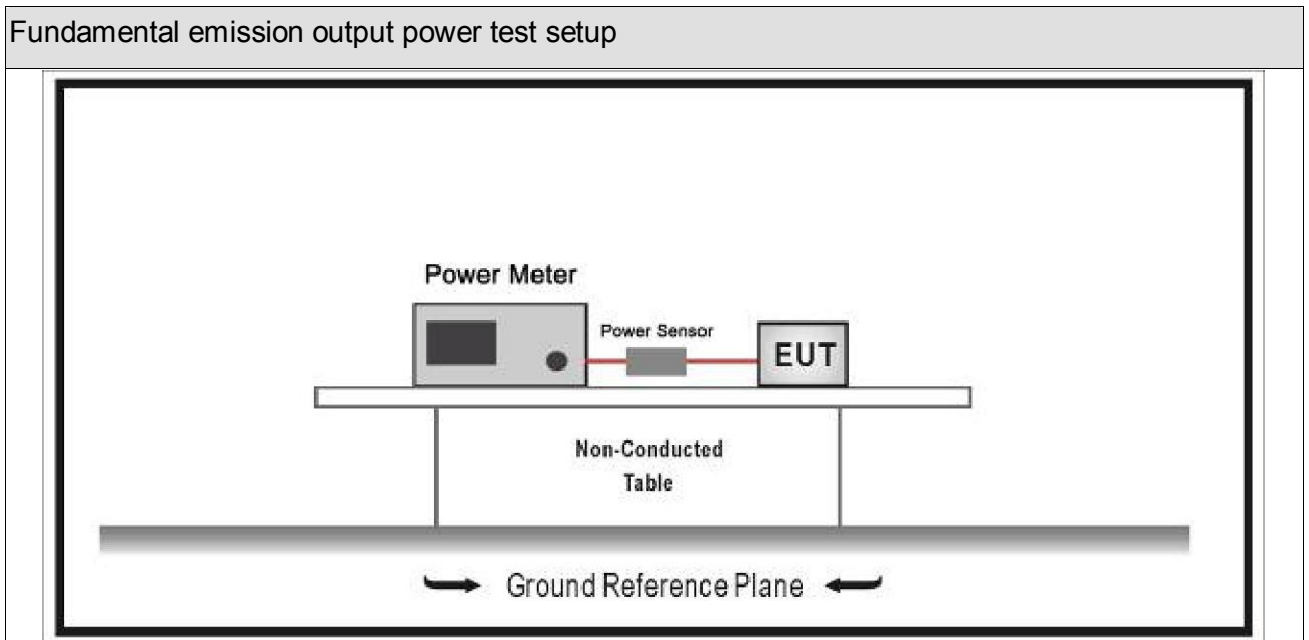 Fundamental emission output power test setup
Power Meter
Power Sensor
EUT
Non-Conducted
Table
Ground Reference Plane